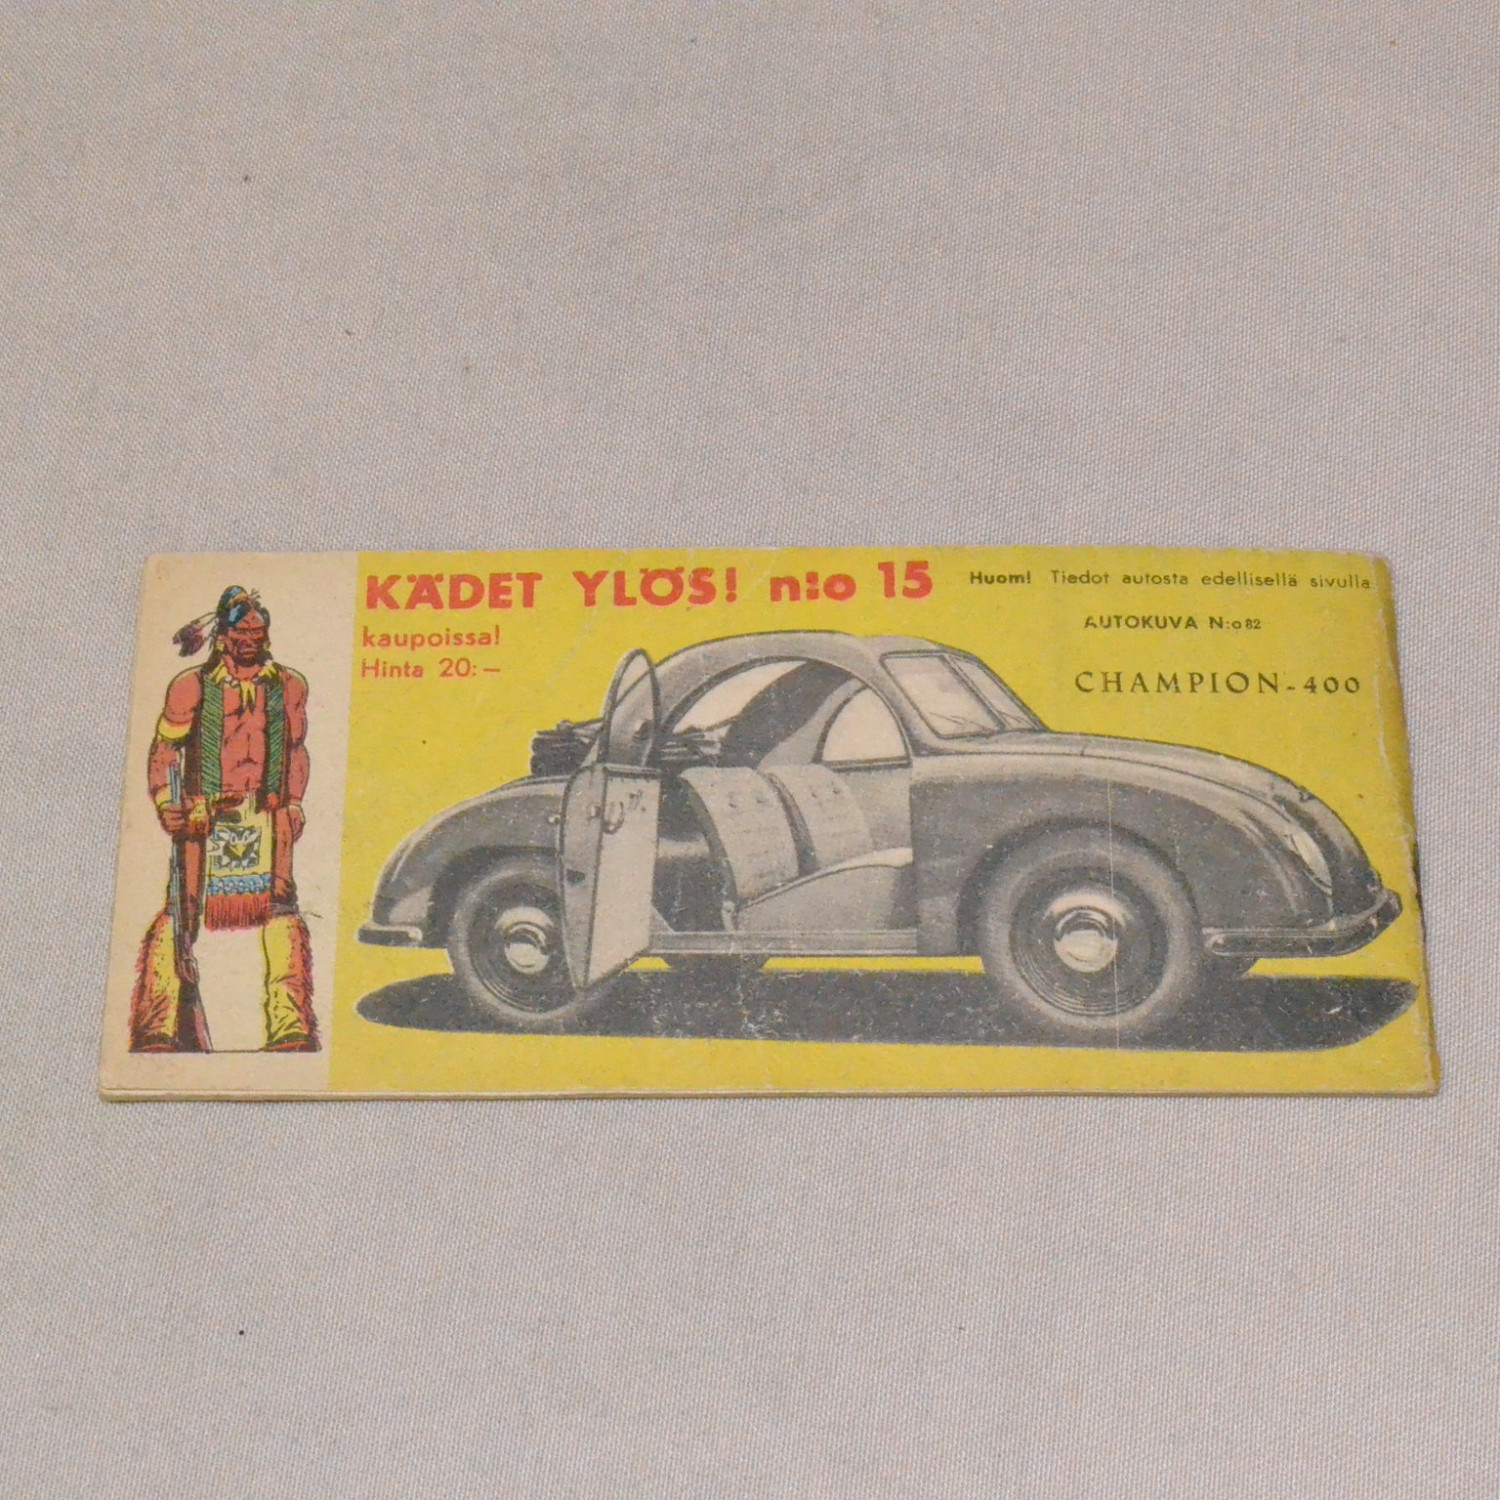 KÄDET YLÖS! n:o 15
kaupoissa!
Hinta 20:—
Huom! Tiedot autosta edellisellä sivulla
AUTOKUVA N:o 82
CHAMPION-400